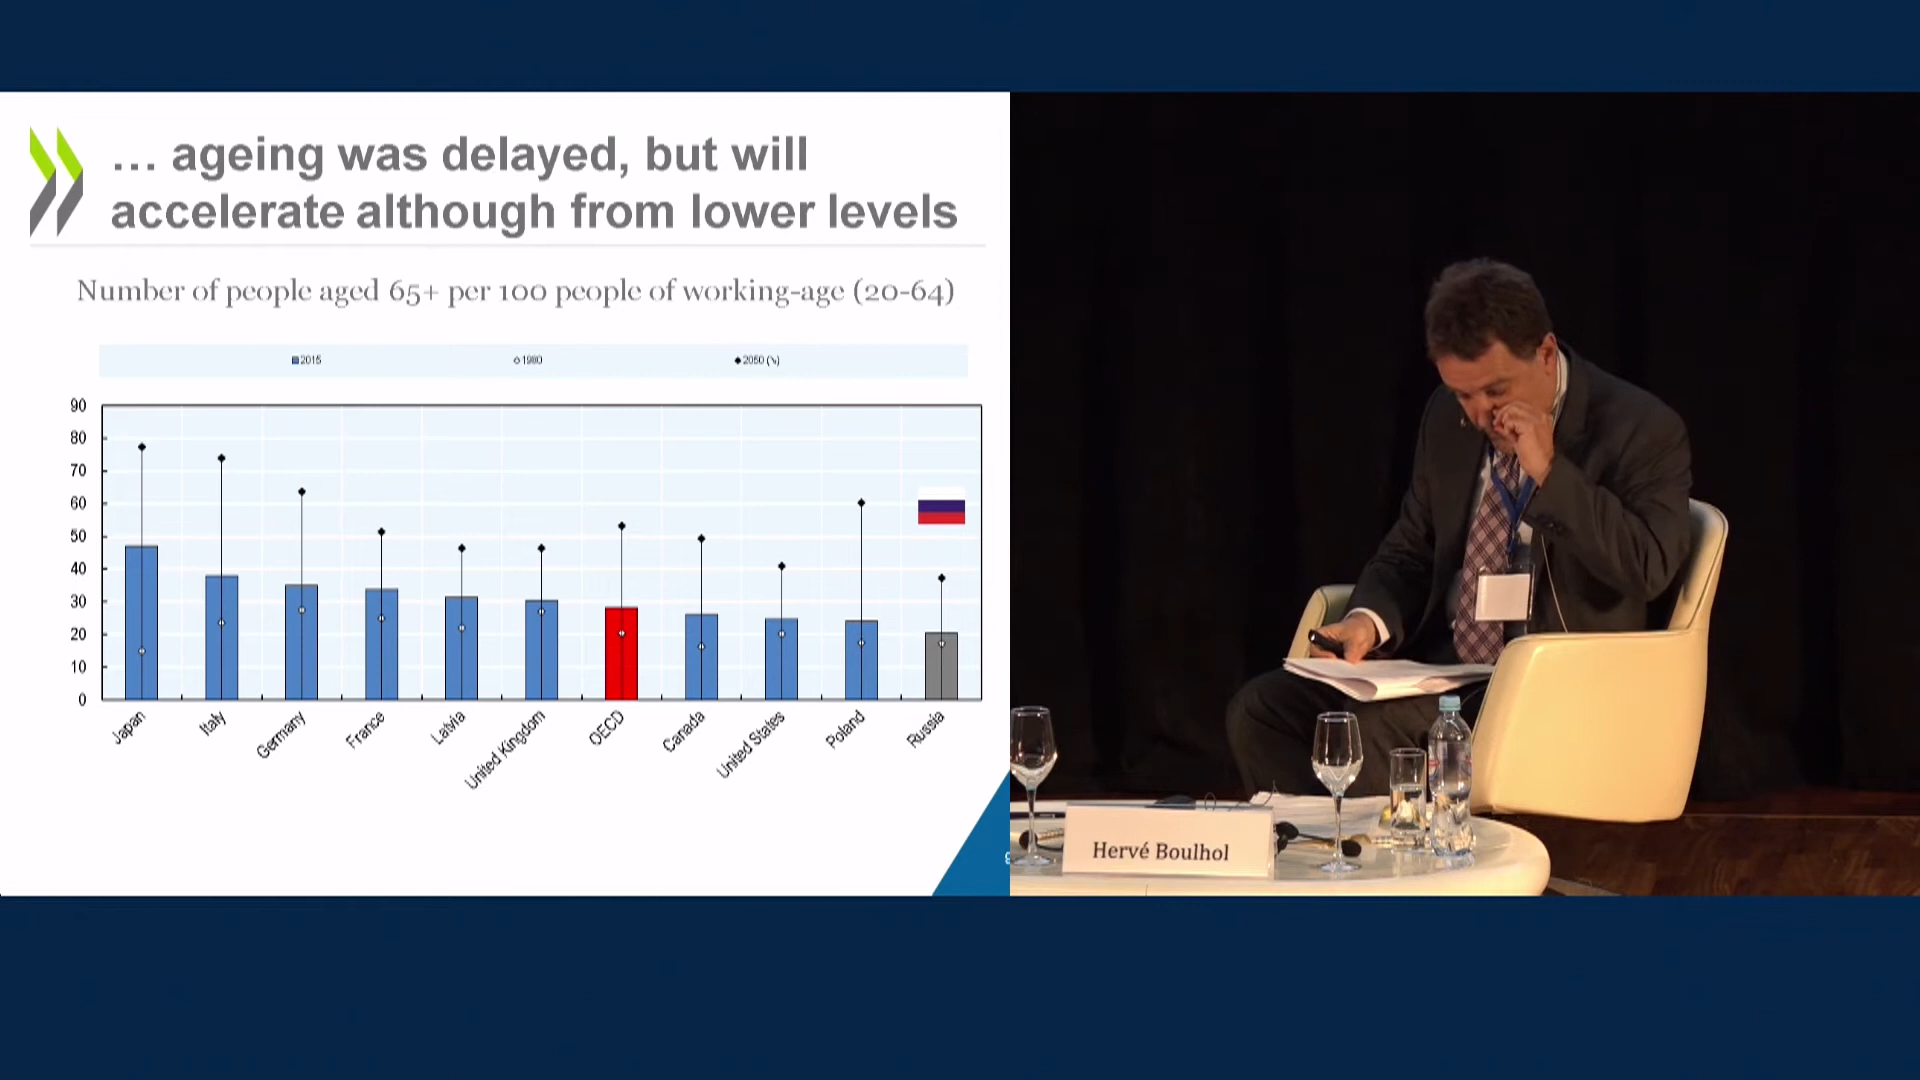 … ageing was delayed, but will
accelerate although from lower levels
Number of people aged 65+ per 100 people of working-age (20-64)
2015 1980 2050 (↘)
90
80
70
60
50
40
30
20
10
0
Japan Italy Germany France Latvia United Kingdom OECD Canada United States Poland Russia
Hervé Boulhol